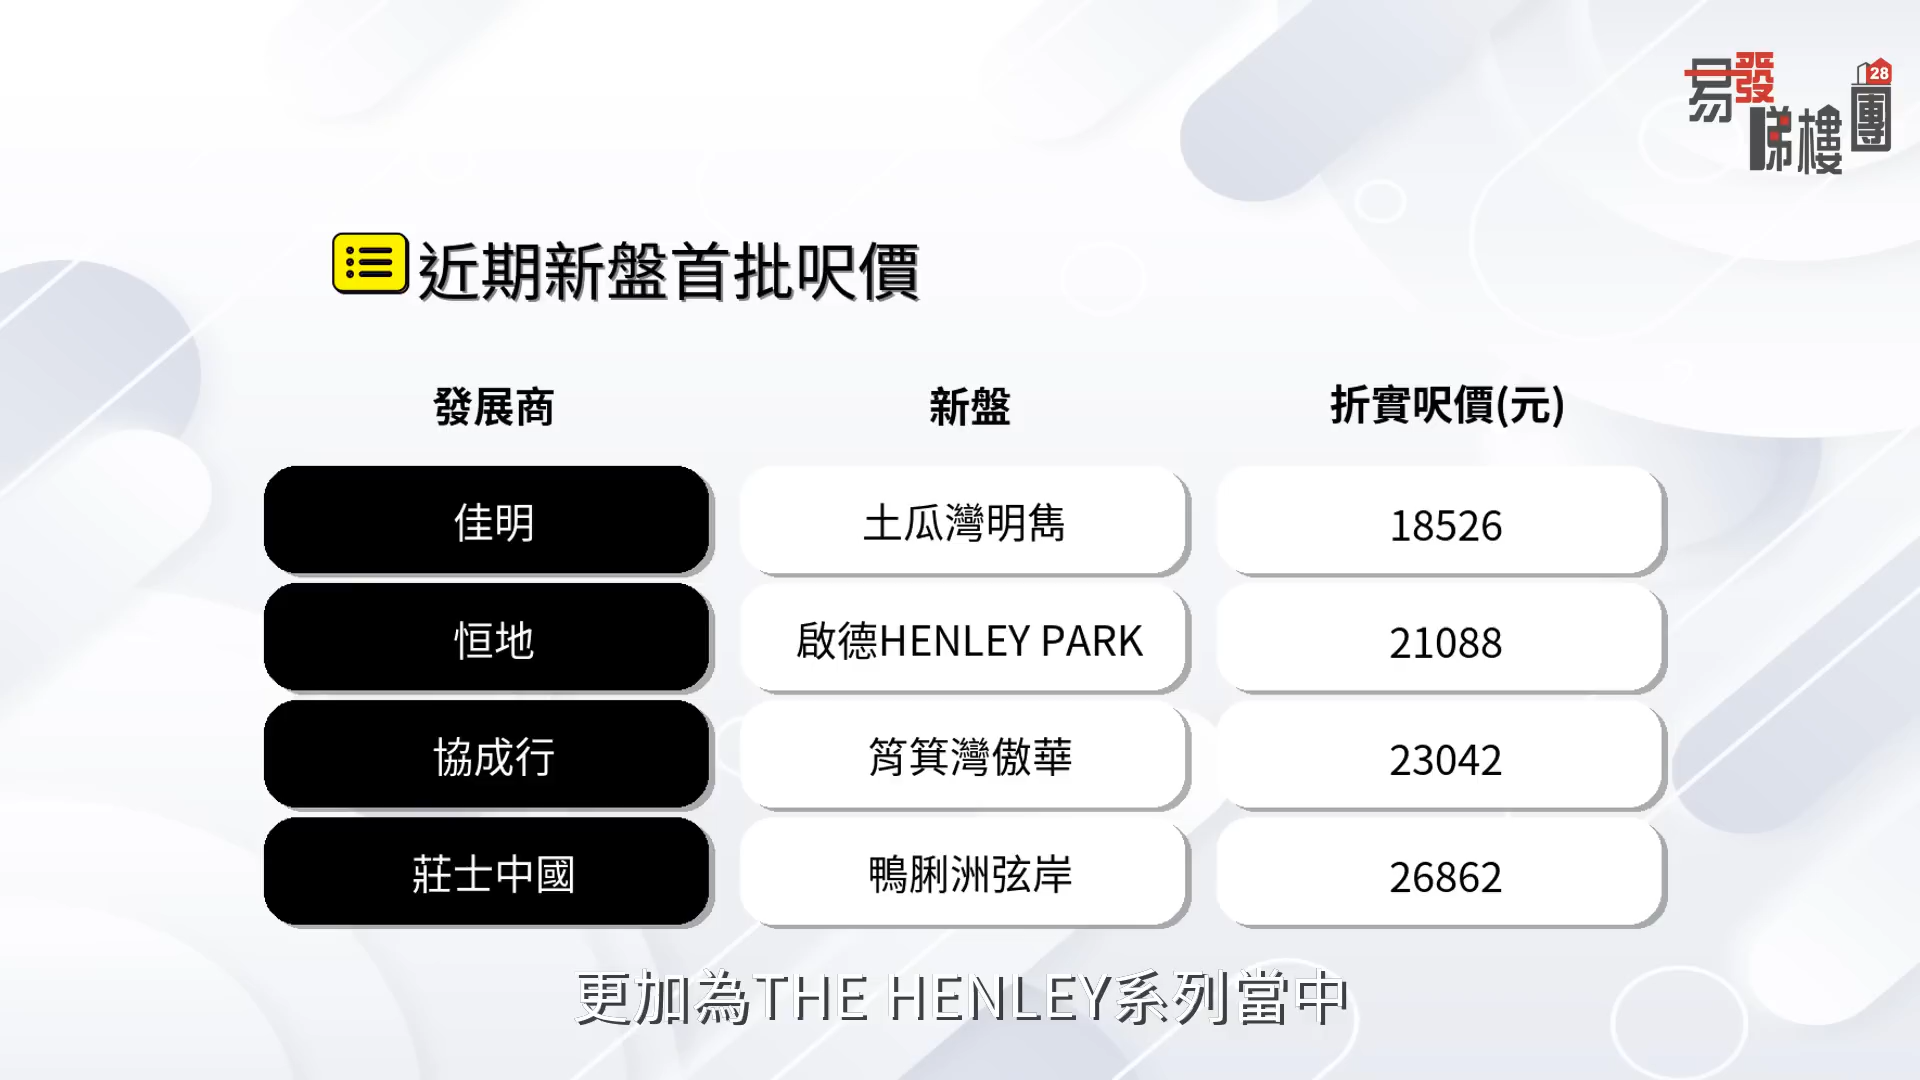 易發睇樓團28
近期新盤首批呎價
發展商 新盤 折實呎價(元)
佳明 土瓜灣明雋 18526
恒地 啟德HENLEY PARK 21088
協成行 筲箕灣傲華 23042
莊士中國 鴨脷洲弦岸 26862
更加為THE HENLEY系列當中